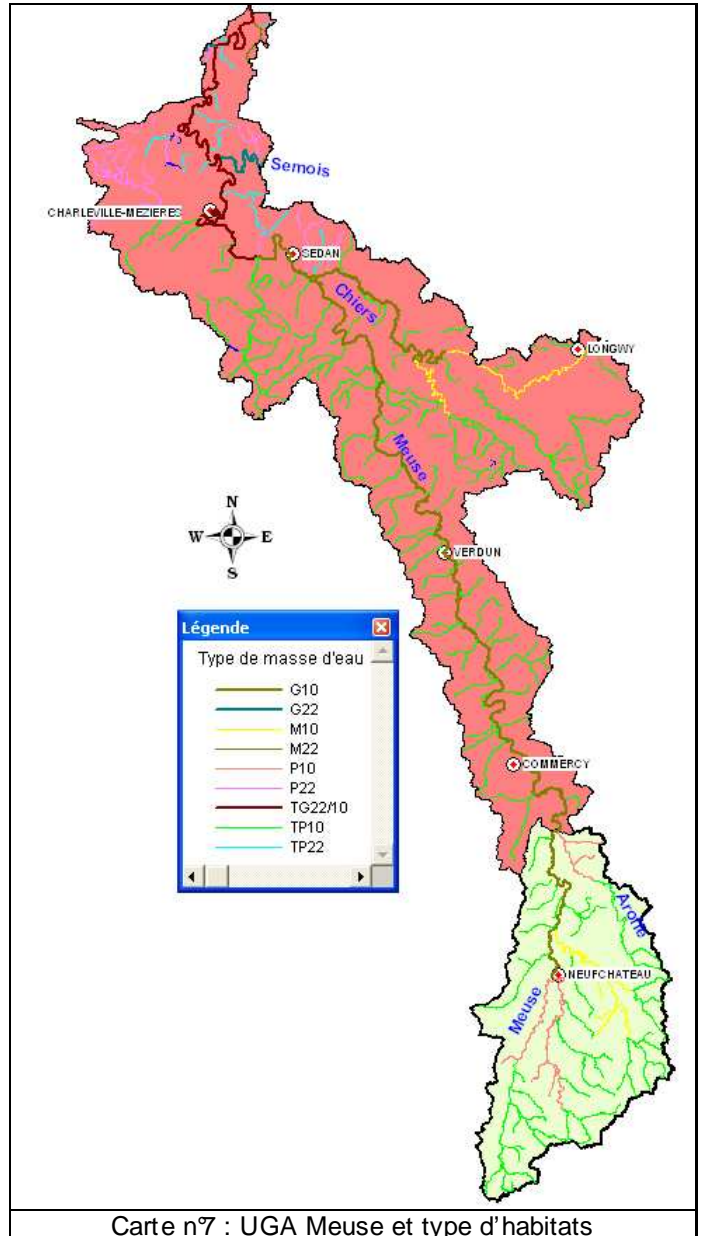 Semois
CHARLEVILLE-MEZIERES
SEDAN
Chiers
LONGWY
Meuse
N
W E
S
VERDUN
Légende
Type de masse d'eau
G10
G22
M10
M22
P10
P22
TG22/10
TP10
TP22
COMMERCY
Aroffe
NEUFCHATEAU
Meuse
Carte n°7 : UGA Meuse et type d'habitats